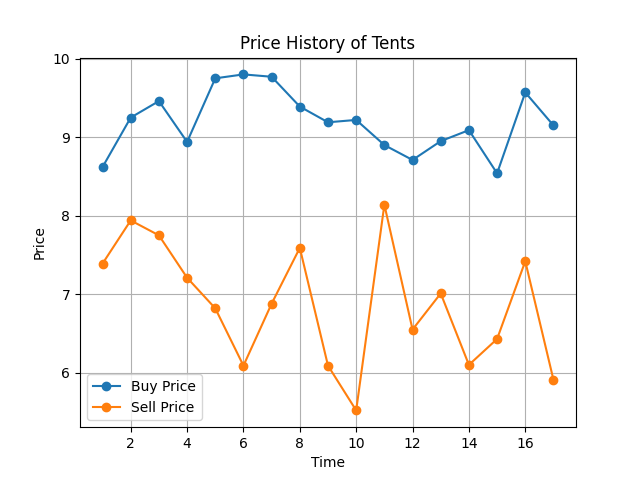 Price History of Tents
10
9
8
7
6
Price
Buy Price
Sell Price
2 4 6 8 10 12 14 16
Time